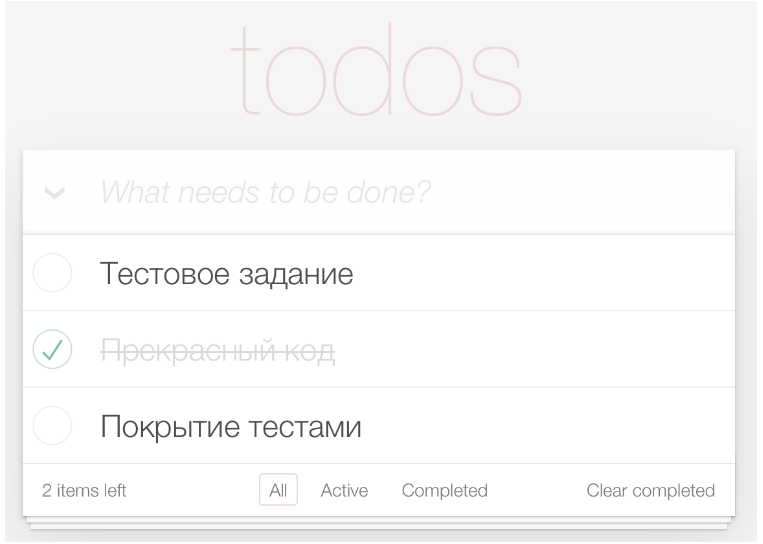 todos
What needs to be done?
Тестовое задание
Прекрасный код
Покрытие тестами
2 items left All Active Completed Clear completed